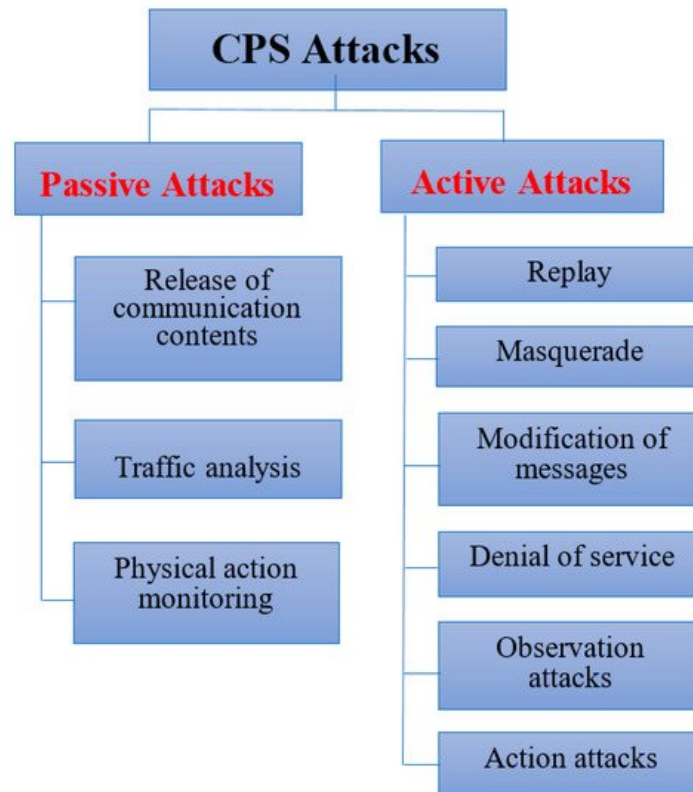 CPS Attacks
Passive Attacks
Release of
communication
contents
Traffic analysis
Physical action
monitoring
Active Attacks
Replay
Masquerade
Modification of
messages
Denial of service
Observation
attacks
Action attacks